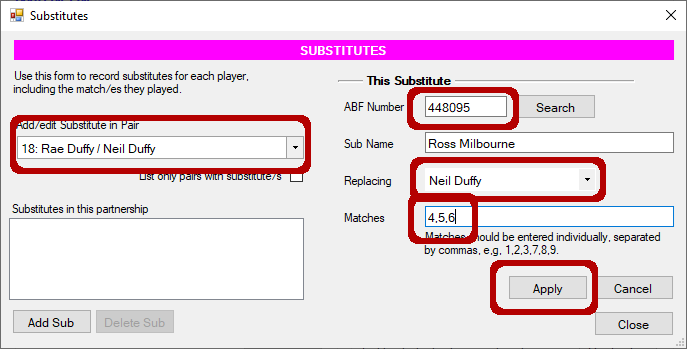 Substitutes
SUBSTITUTES
Use this form to record substitutes for each player,
including the match/es they played.
Add/edit Substitute in Pair
18: Rae Duffy / Neil Duffy
List only pairs with substitute/s
Substitutes in this partnership
Add Sub
Delete Sub
This Substitute
ABF Number
448095
Search
Sub Name
Ross Milbourne
Replacing
Neil Duffy
Matches
4,5,6
Matches should be entered individually, separated
by commas, e,g, 1,2,3,7,8,9.
Apply
Cancel
Close